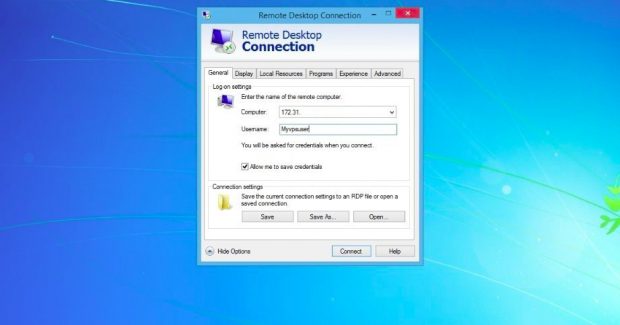 Remote Desktop Connection
Remote Desktop
Connection
General Display Local Resources Programs Experience Advanced
Log on settings
Enter the name of the remote computer.
Computer: 172.31.
Username: Myvpsuser
You will be asked for credentials when you connect.
Allow me to save credentials
Connection settings
Save the current connection settings to an RDP file or open a
saved connection.
Save Save As... Open...
Hide Options Connect Help